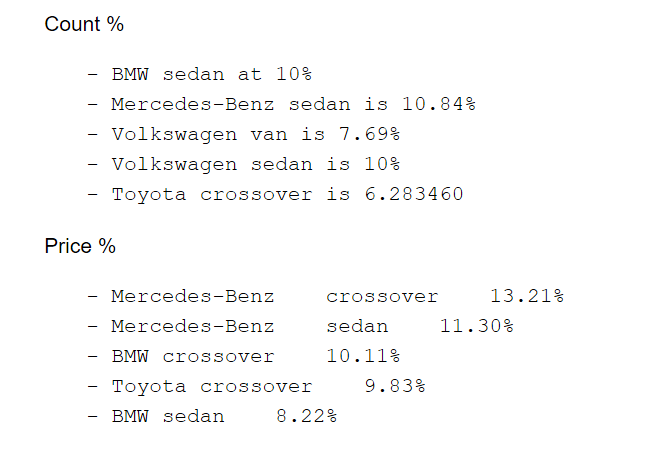 Count %
- BMW sedan at 10%
- Mercedes-Benz sedan is 10.84%
- Volkswagen van is 7.69%
- Volkswagen sedan is 10%
- Toyota crossover is 6.283460
Price %
- Mercedes-Benz    crossover    13.21%
- Mercedes-Benz    sedan    11.30%
- BMW crossover    10.11%
- Toyota crossover    9.83%
- BMW sedan    8.22%